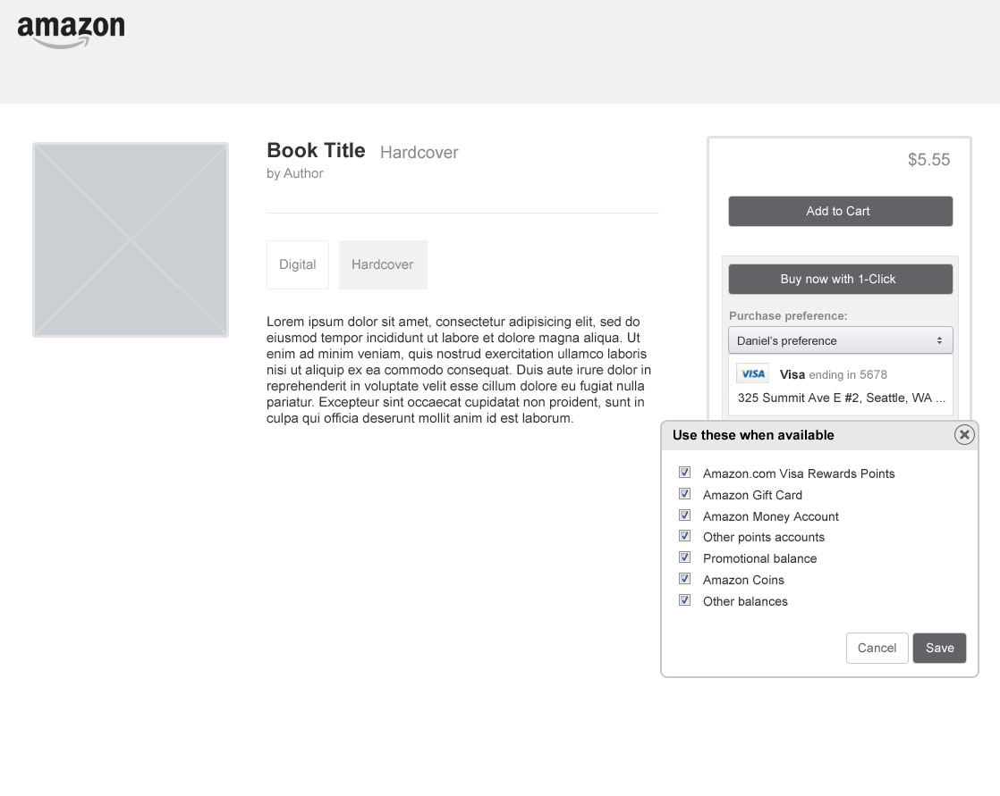 amazon
Book Title Hardcover
by Author
Digital Hardcover
Lorem ipsum dolor sit amet, consectetur adipisicing elit, sed do
eiusmod tempor incididunt ut labore et dolore magna aliqua. Ut
enim ad minim veniam, quis nostrud exercitation ullamco laboris
nisi ut aliquip ex ea commodo consequat. Duis aute irure dolor in
reprehenderit in voluptate velit esse cillum dolore eu fugiat nulla
pariatur. Excepteur sint occaecat cupidatat non proident, sunt in
culpa qui officia deserunt mollit anim id est laborum.
$5.55
Add to Cart
Buy now with 1-Click
Purchase preference:
Daniel's preference
VISA Visa ending in 5678
325 Summit Ave E #2, Seattle, WA ...
Use these when available
Amazon.com Visa Rewards Points
Amazon Gift Card
Amazon Money Account
Other points accounts
Promotional balance
Amazon Coins
Other balances
Cancel Save